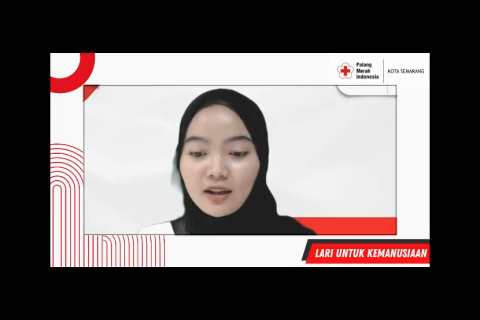 Palang
Merah
Indonesia
KOTA SEMARANG
LARI UNTUK KEMANUSIAAN